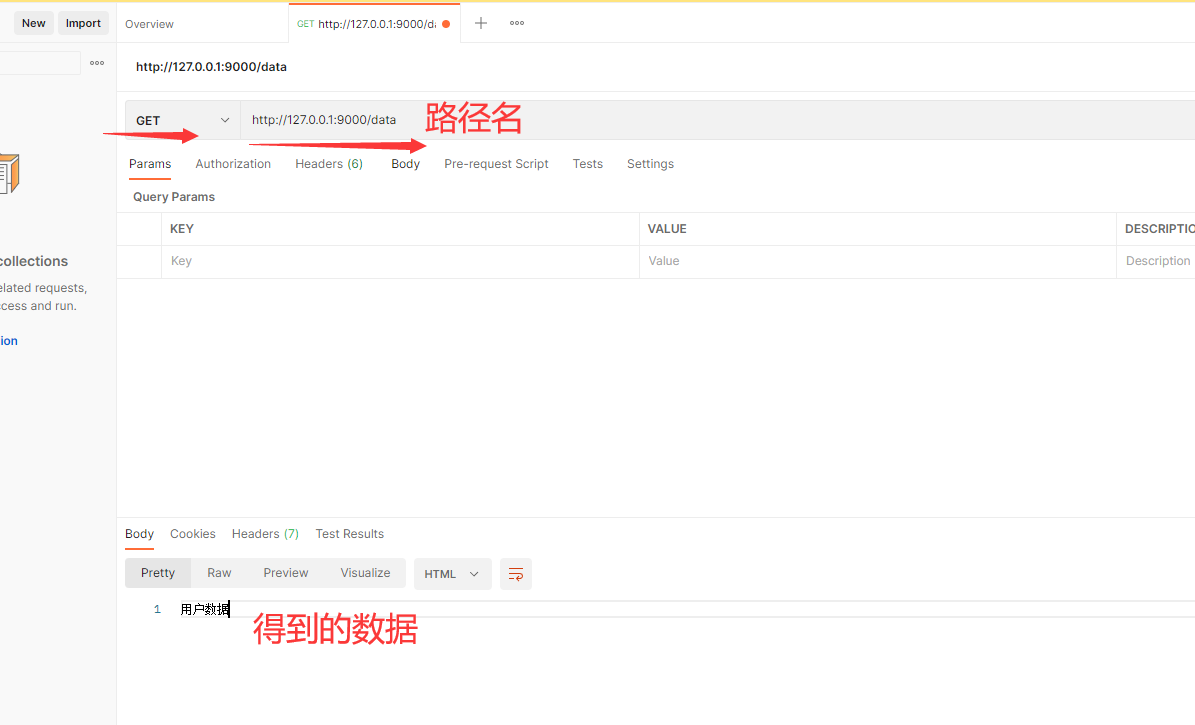 New Import Overview GET http://127.0.0.1:9000/d
http://127.0.0.1:9000/data
GET http://127.0.0.1:9000/data 路径名
Params Authorization Headers (6) Body Pre-request Script Tests Settings
Query Params
KEY VALUE DESCRIPTIO
Key Value Description
collections
elated requests,
cess and run.
ion
Body Cookies Headers (7) Test Results
Pretty Raw Preview Visualize HTML
1 用户数据
得到的数据